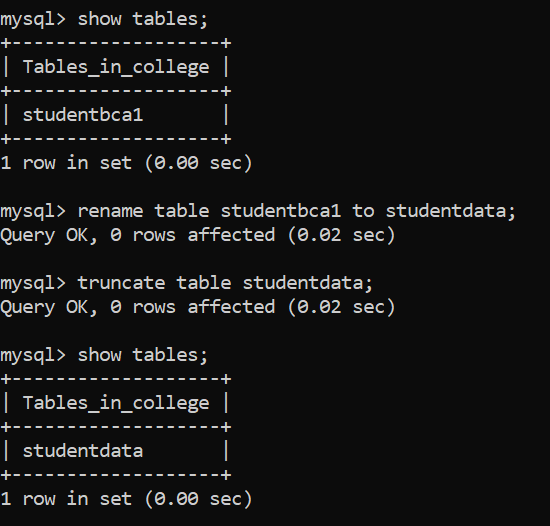 mysql> show tables;
+-------------------+
| Tables_in_college |
+-------------------+
| studentbca1       |
+-------------------+
1 row in set (0.00 sec)

mysql> rename table studentbca1 to studentdata;
Query OK, 0 rows affected (0.02 sec)

mysql> truncate table studentdata;
Query OK, 0 rows affected (0.02 sec)

mysql> show tables;
+-------------------+
| Tables_in_college |
+-------------------+
| studentdata       |
+-------------------+
1 row in set (0.00 sec)